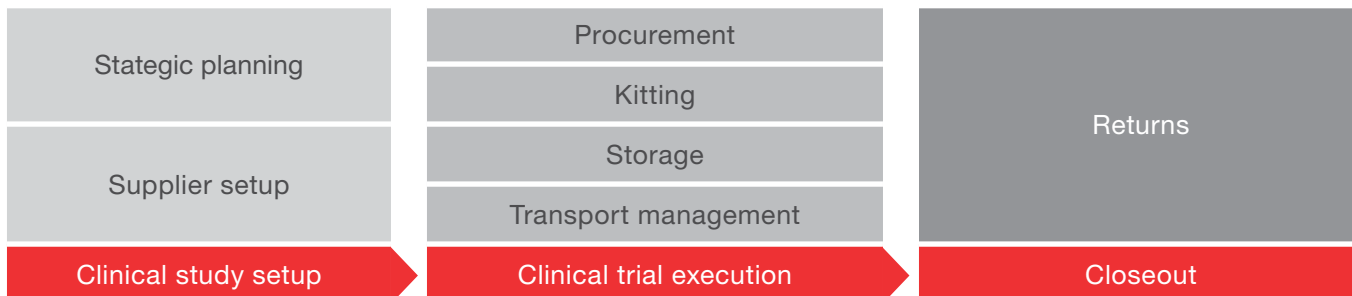 Stategic planning
Supplier setup
Clinical study setup
Procurement
Kitting
Storage
Transport management
Clinical trial execution
Returns
Closeout